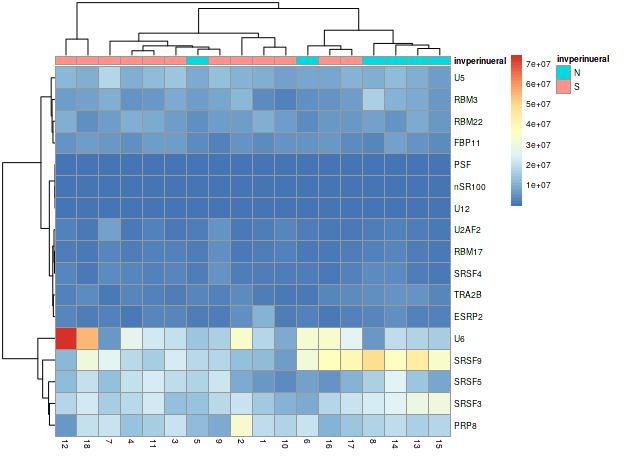 invperinueral
U5
RBM3
RBM22
FBP11
PSF
nSR100
U12
U2AF2
RBM17
SRSF4
TRA2B
ESRP2
U6
SRSF9
SRSF5
SRSF3
PRP8
12 18 7 4 11 3 5 9 2 1 10 6 16 17 8 14 13 15
7e+07
6e+07
5e+07
4e+07
3e+07
2e+07
1e+07
invperinueral
N
S